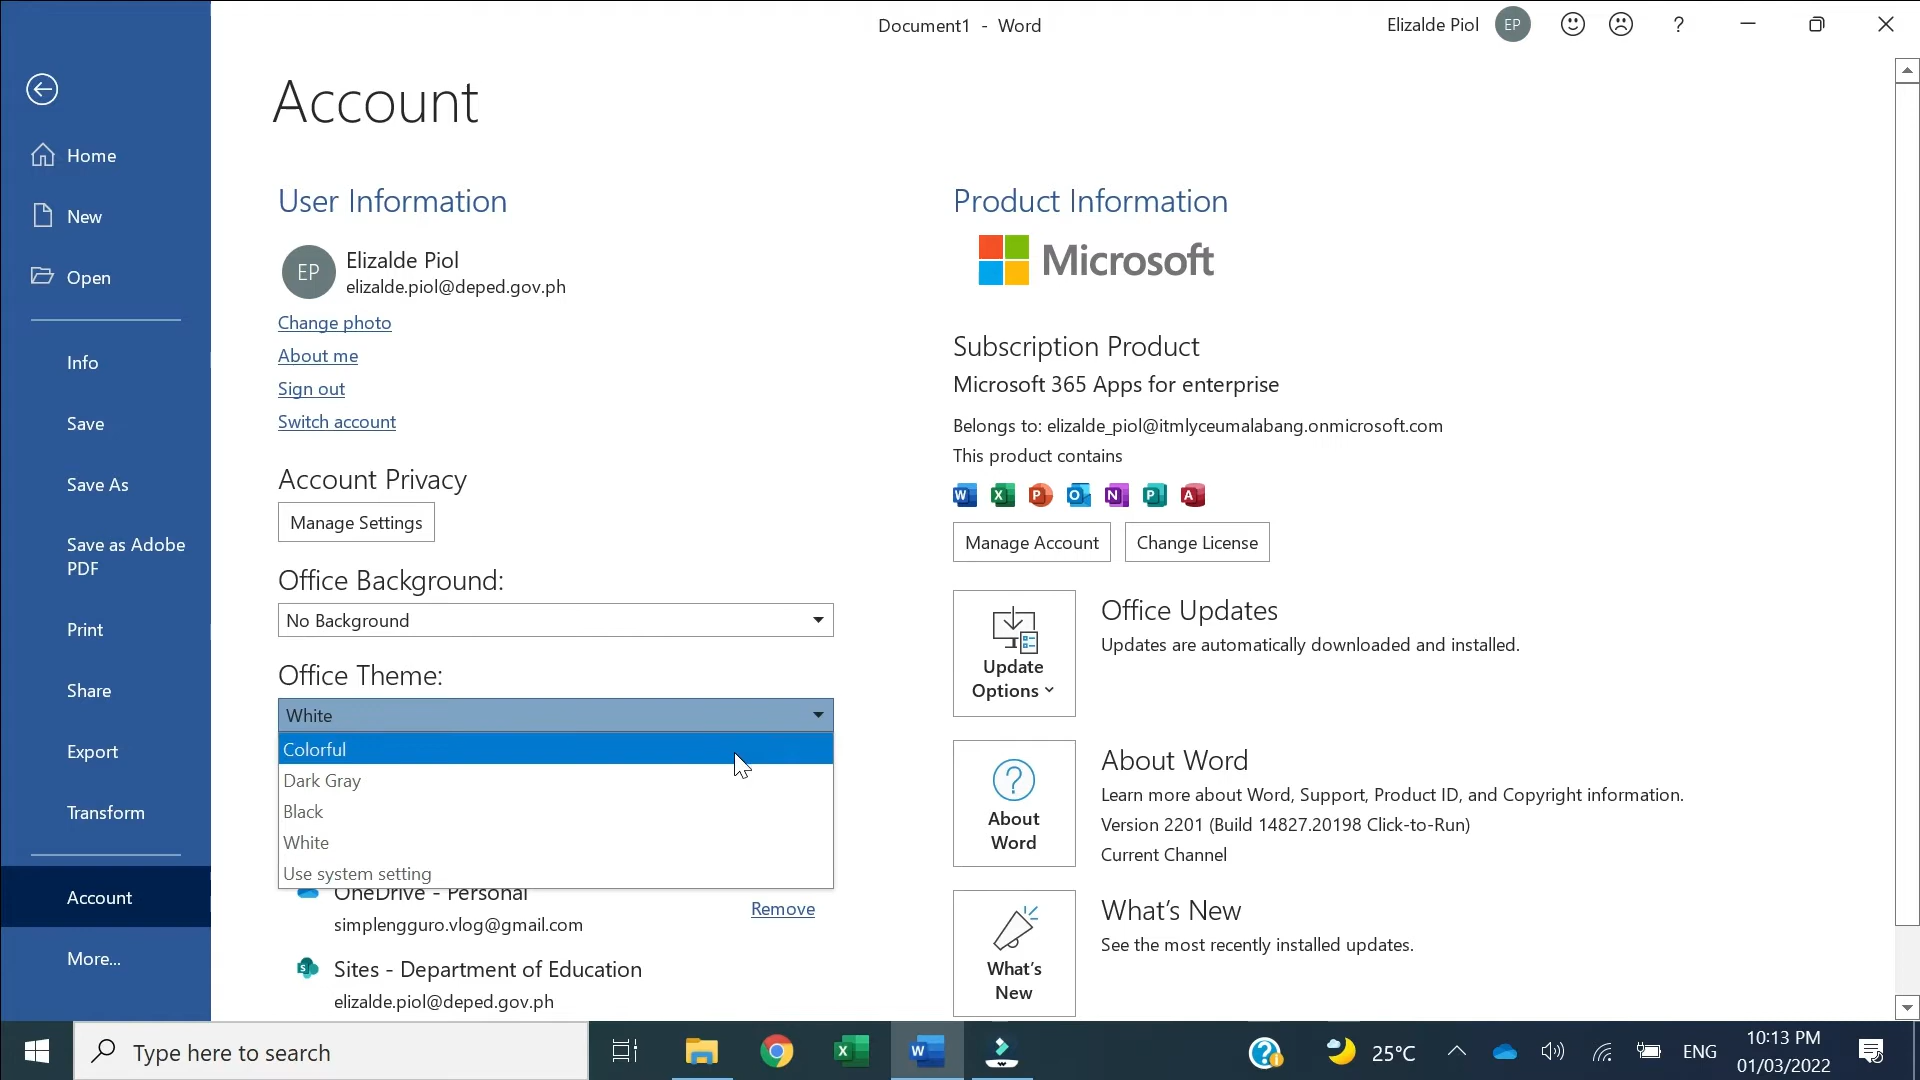 Document1 - Word
Elizalde Piol
EP
?
Account
Home
New
Open
Info
Save
Save As
Save as Adobe
PDF
Print
Share
Export
Transform
Account
More...
User Information
EP
Elizalde Piol
elizalde.piol@deped.gov.ph
Change photo
About me
Sign out
Switch account
Account Privacy
Manage Settings
Office Background:
No Background
Office Theme:
White
Colorful
Dark Gray
Black
White
Use system setting
OneDrive - Personal
simplengguro.vlog@gmail.com
Remove
Sites - Department of Education
elizalde.piol@deped.gov.ph
Product Information
Microsoft
Subscription Product
Microsoft 365 Apps for enterprise
Belongs to: elizalde_piol@itmlyceumalabang.onmicrosoft.com
This product contains
W X P O N P A
Manage Account
Change License
Update
Options
Office Updates
Updates are automatically downloaded and installed.
About
Word
About Word
Learn more about Word, Support, Product ID, and Copyright information.
Version 2201 (Build 14827.20198 Click-to-Run)
Current Channel
What's
New
What's New
See the most recently installed updates.
Type here to search
25°C
ENG
10:13 PM
01/03/2022